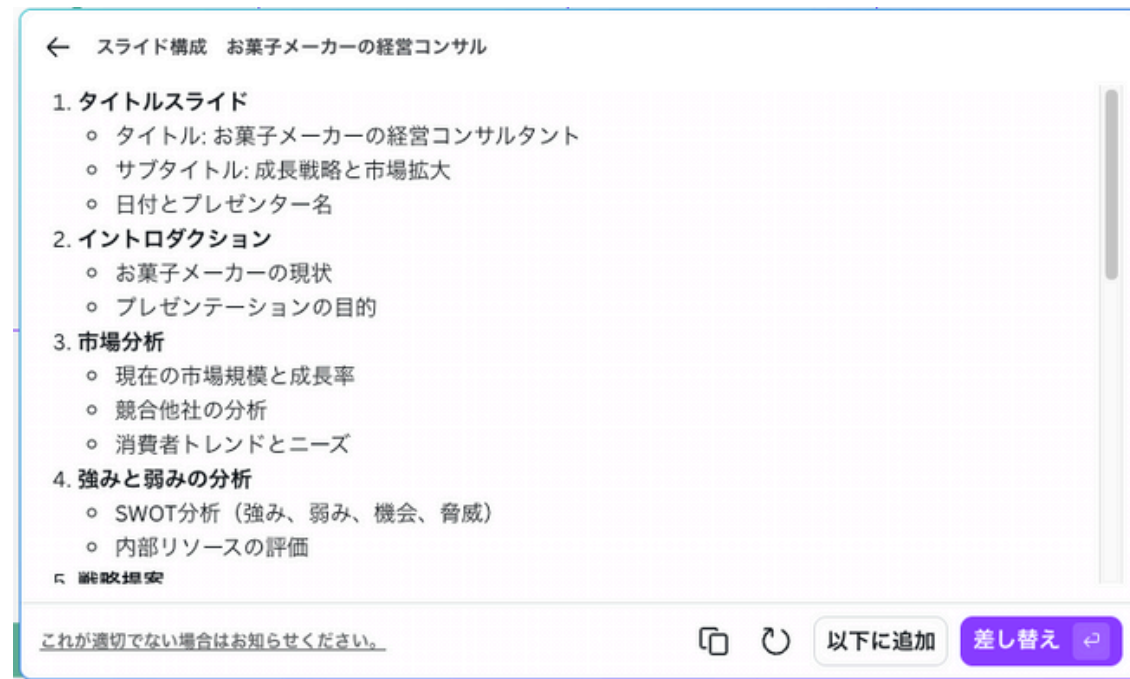 ← スライド構成 お菓子メーカーの経営コンサル
1. タイトルスライド
○ タイトル: お菓子メーカーの経営コンサルタント
○ サブタイトル: 成長戦略と市場拡大
○ 日付とプレゼンター名
2. イントロダクション
○ お菓子メーカーの現状
○ プレゼンテーションの目的
3. 市場分析
○ 現在の市場規模と成長率
○ 競合他社の分析
○ 消費者トレンドとニーズ
4. 強みと弱みの分析
○ SWOT分析（強み、弱み、機会、脅威）
○ 内部リソースの評価
5. 戦略提案
これが適切でない場合はお知らせください。 以下に追加 差し替え